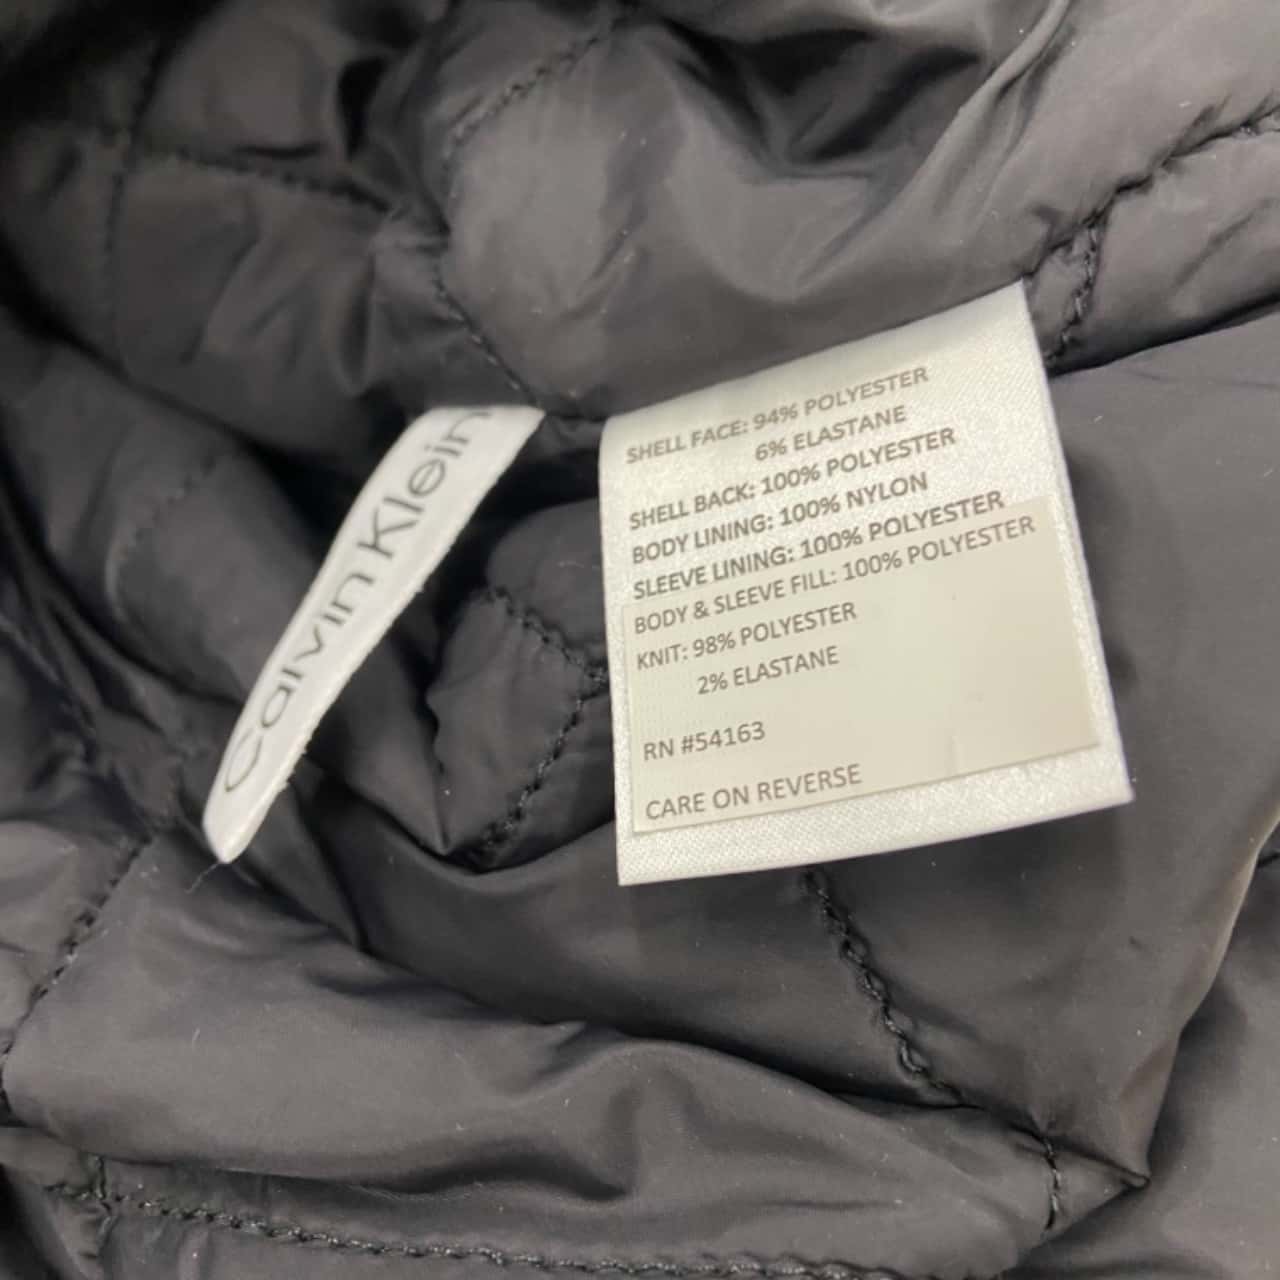 Calvin Klein
SHELL FACE: 94% POLYESTER
6% ELASTANE
SHELL BACK: 100% POLYESTER
BODY LINING: 100% NYLON
SLEEVE LINING: 100% POLYESTER
BODY & SLEEVE FILL: 100% POLYESTER
KNIT: 98% POLYESTER
2% ELASTANE
RN #54163
CARE ON REVERSE